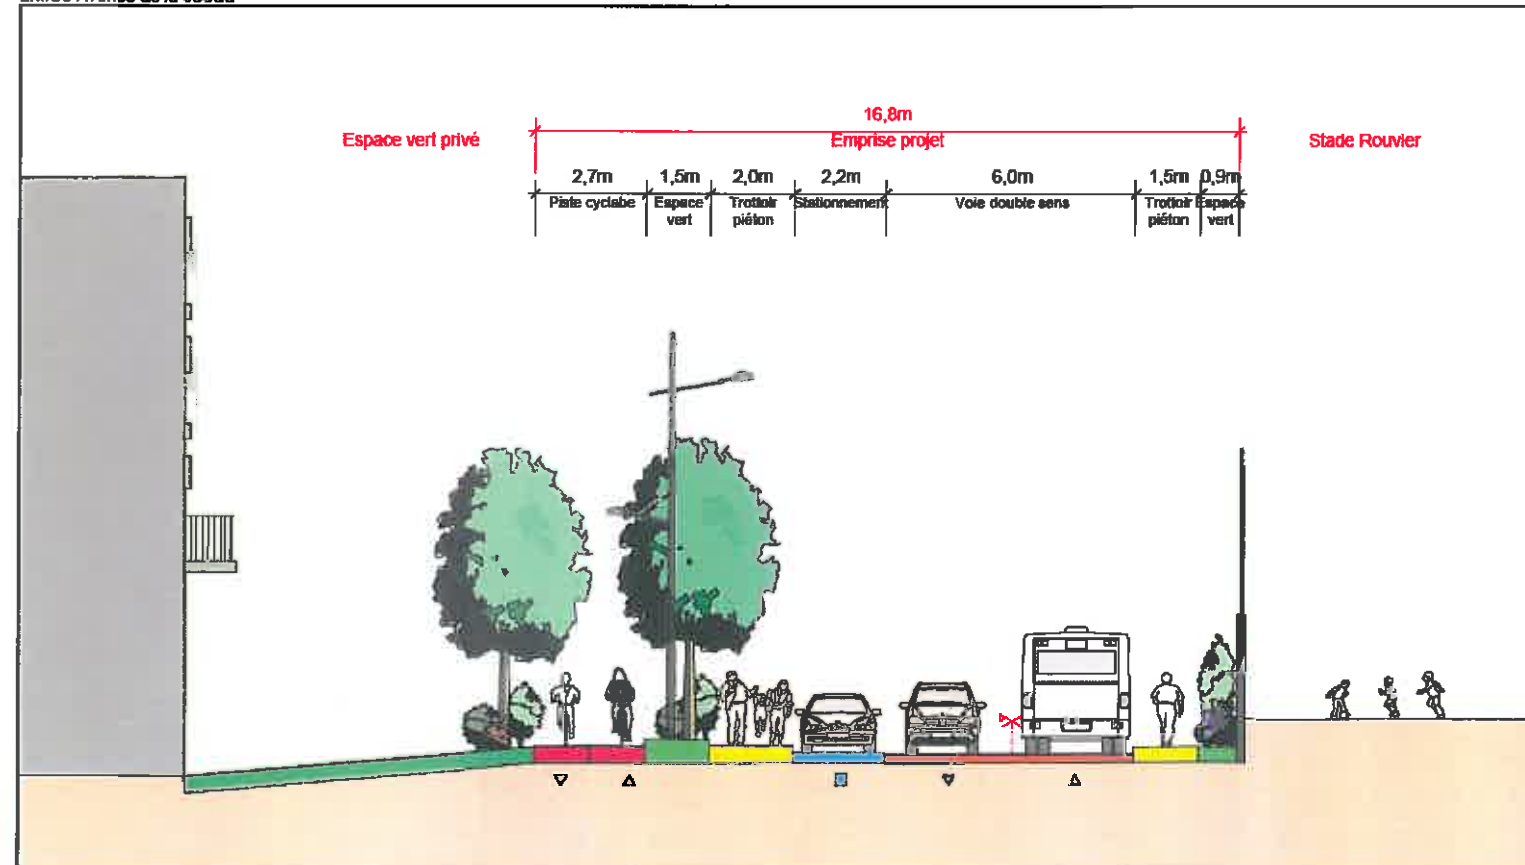 16,8m
Espace vert privé
Emprise projet
Stade Rouvier
2,7m
1,5m
2,0m
2,2m
6,0m
1,5m
0,9m
Piste cyclabe
Espace
vert
Trottoir
piéton
Stationnement
Voie double sens
Trottoir
piéton
Espace
vert